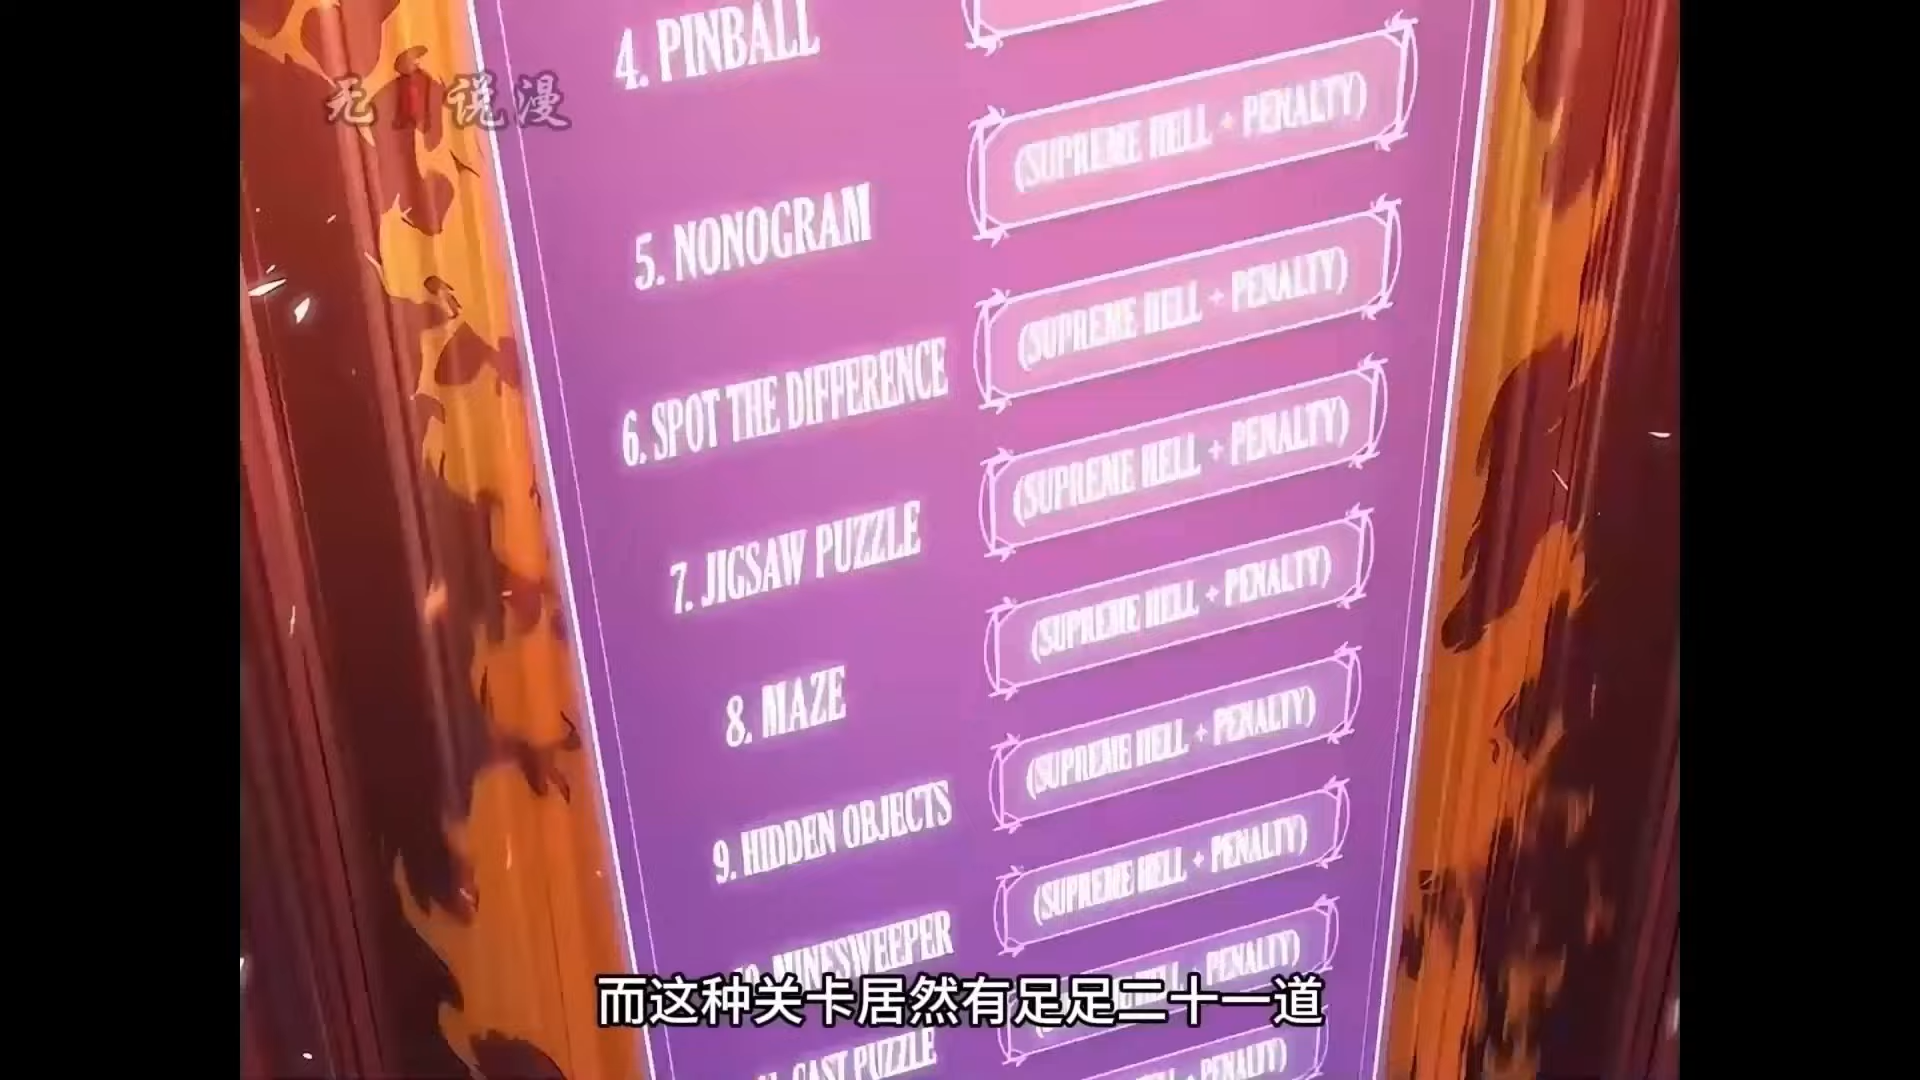 4. PINBALL
无月说漫
(SUPREME HELL + PENALTY)
5. NONOGRAM
(SUPREME HELL + PENALTY)
6. SPOT THE DIFFERENCE
(SUPREME HELL + PENALTY)
7. JIGSAW PUZZLE
(SUPREME HELL + PENALTY)
8. MAZE
(SUPREME HELL + PENALTY)
9. HIDDEN OBJECTS
(SUPREME HELL + PENALTY)
MINESWEEPER
HELL + PENALTY)
而这种关卡居然有足足二十一道
CAST PUZZLE
+ PENALTY)